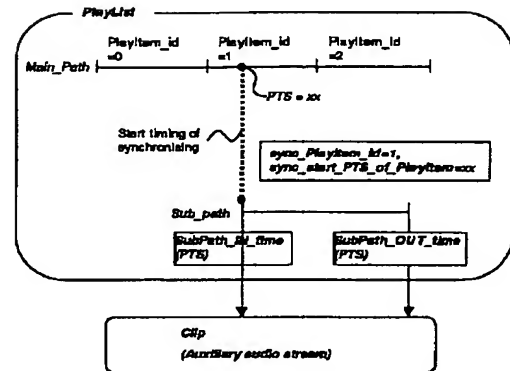 PlayList
PlayItem_id =0
PlayItem_id =1
PlayItem_id =2
Main_Path
PTS = xx
Start timing of synchronising
sync_PlayItem_id=1,
sync_start_PTS_of_PlayItem=xx
Sub_path
SubPath_IN_time (PTS)
SubPath_OUT_time (PTS)
Clip
(Auxiliary audio stream)